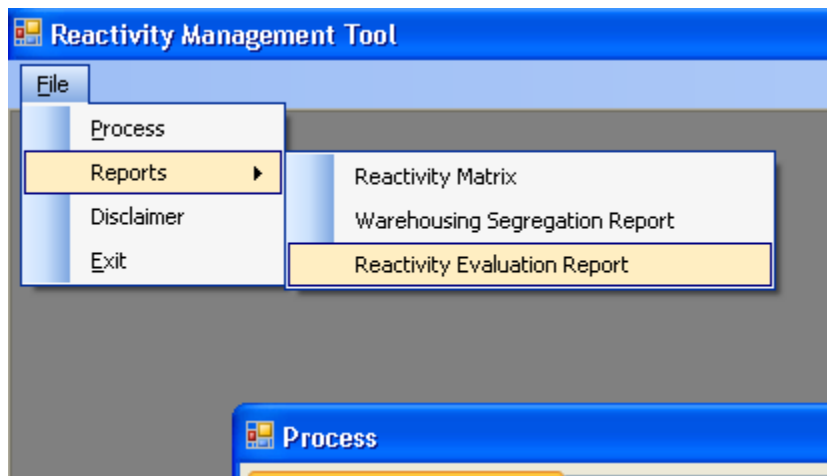 Reactivity Management Tool
File
Process
Reports
Disclaimer
Exit
Reactivity Matrix
Warehousing Segregation Report
Reactivity Evaluation Report
Process